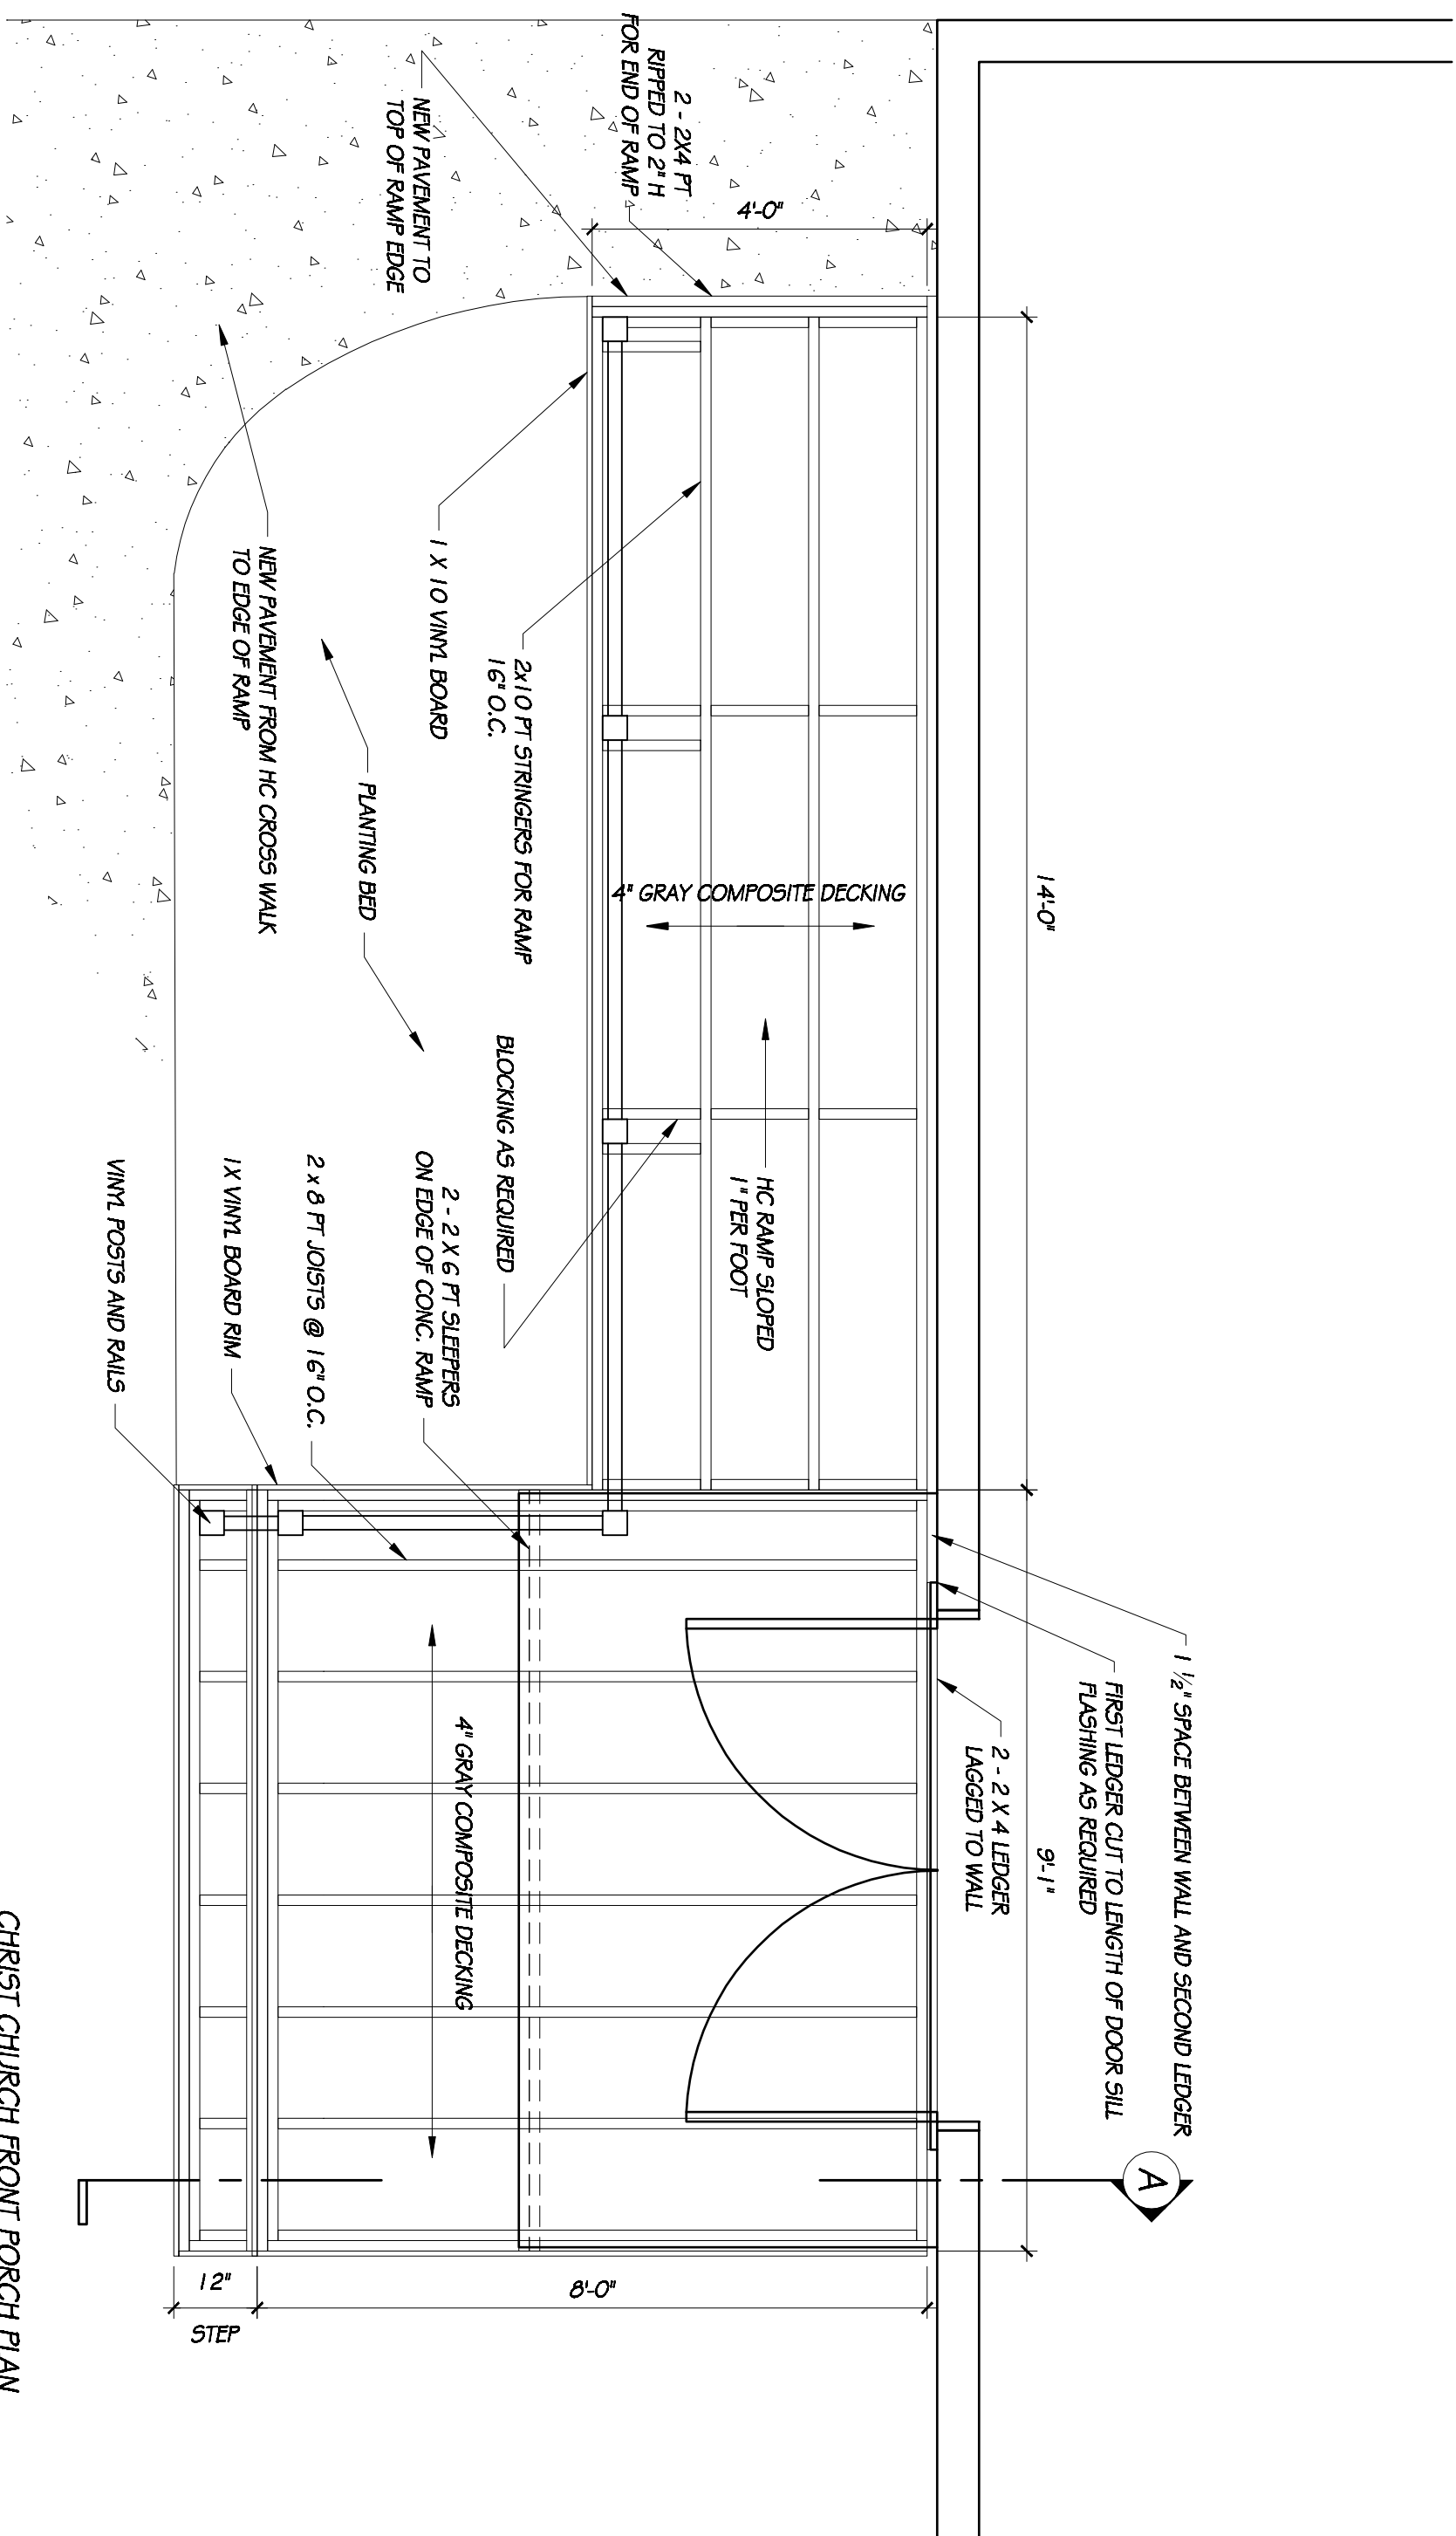 2 - 2X4 PT
RIPPED TO 2" H
FOR END OF RAMP
NEW PAVEMENT TO
TOP OF RAMP EDGE
4'-0"
14'-0"
1 X 10 VINYL BOARD
2x10 PT STRINGERS FOR RAMP
16" O.C.
4" GRAY COMPOSITE DECKING
HC RAMP SLOPED
1" PER FOOT
NEW PAVEMENT FROM HC CROSS WALK
TO EDGE OF RAMP
PLANTING BED
BLOCKING AS REQUIRED
2 - 2 X 6 PT SLEEPERS
ON EDGE OF CONC. RAMP
2 x 8 PT JOISTS @ 16" O.C.
1X VINYL BOARD RIM
VINYL POSTS AND RAILS
1 ½" SPACE BETWEEN WALL AND SECOND LEDGER
FIRST LEDGER CUT TO LENGTH OF DOOR SILL
FLASHING AS REQUIRED
9'-1"
2 - 2 X 4 LEDGER
LAGGED TO WALL
4" GRAY COMPOSITE DECKING
A
8'-0"
12"
STEP
CHRIST CHURCH FRONT PORCH PLAN